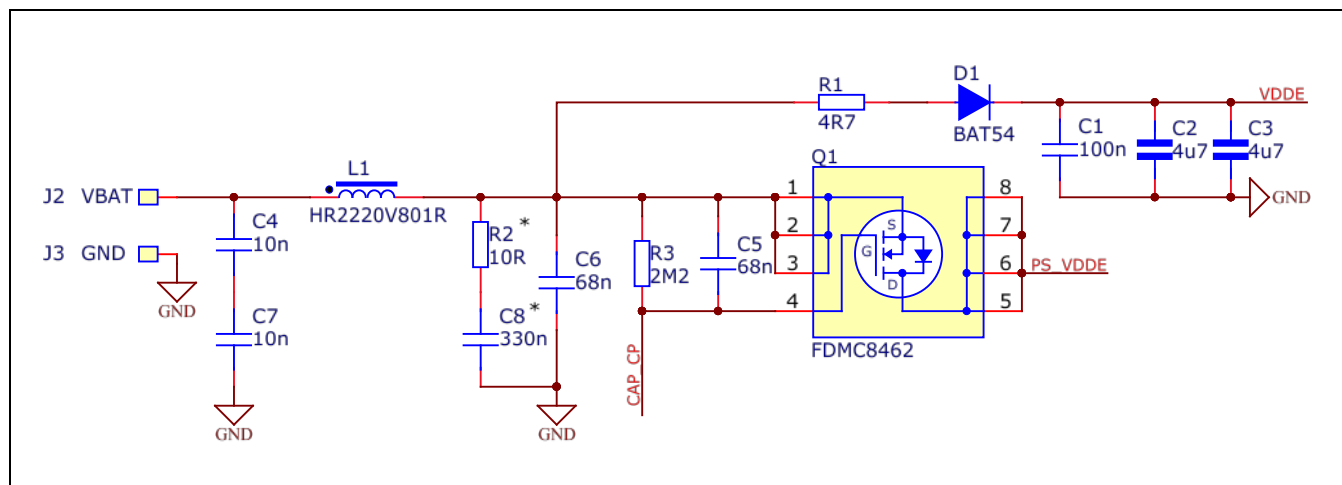 R1
4R7
D1
BAT54
VDDE
C1
100n
C2
4u7
C3
4u7
GND
Q1
J2 VBAT
L1
HR2220V801R
1
2
3
4
8
7
6
5
S
G
D
PS_VDDE
C4
10n
R2 *
10R
C6
68n
R3
2M2
C5
68n
J3 GND
GND
C7
10n
C8 *
330n
FDMC8462
CAP_CP
GND
GND